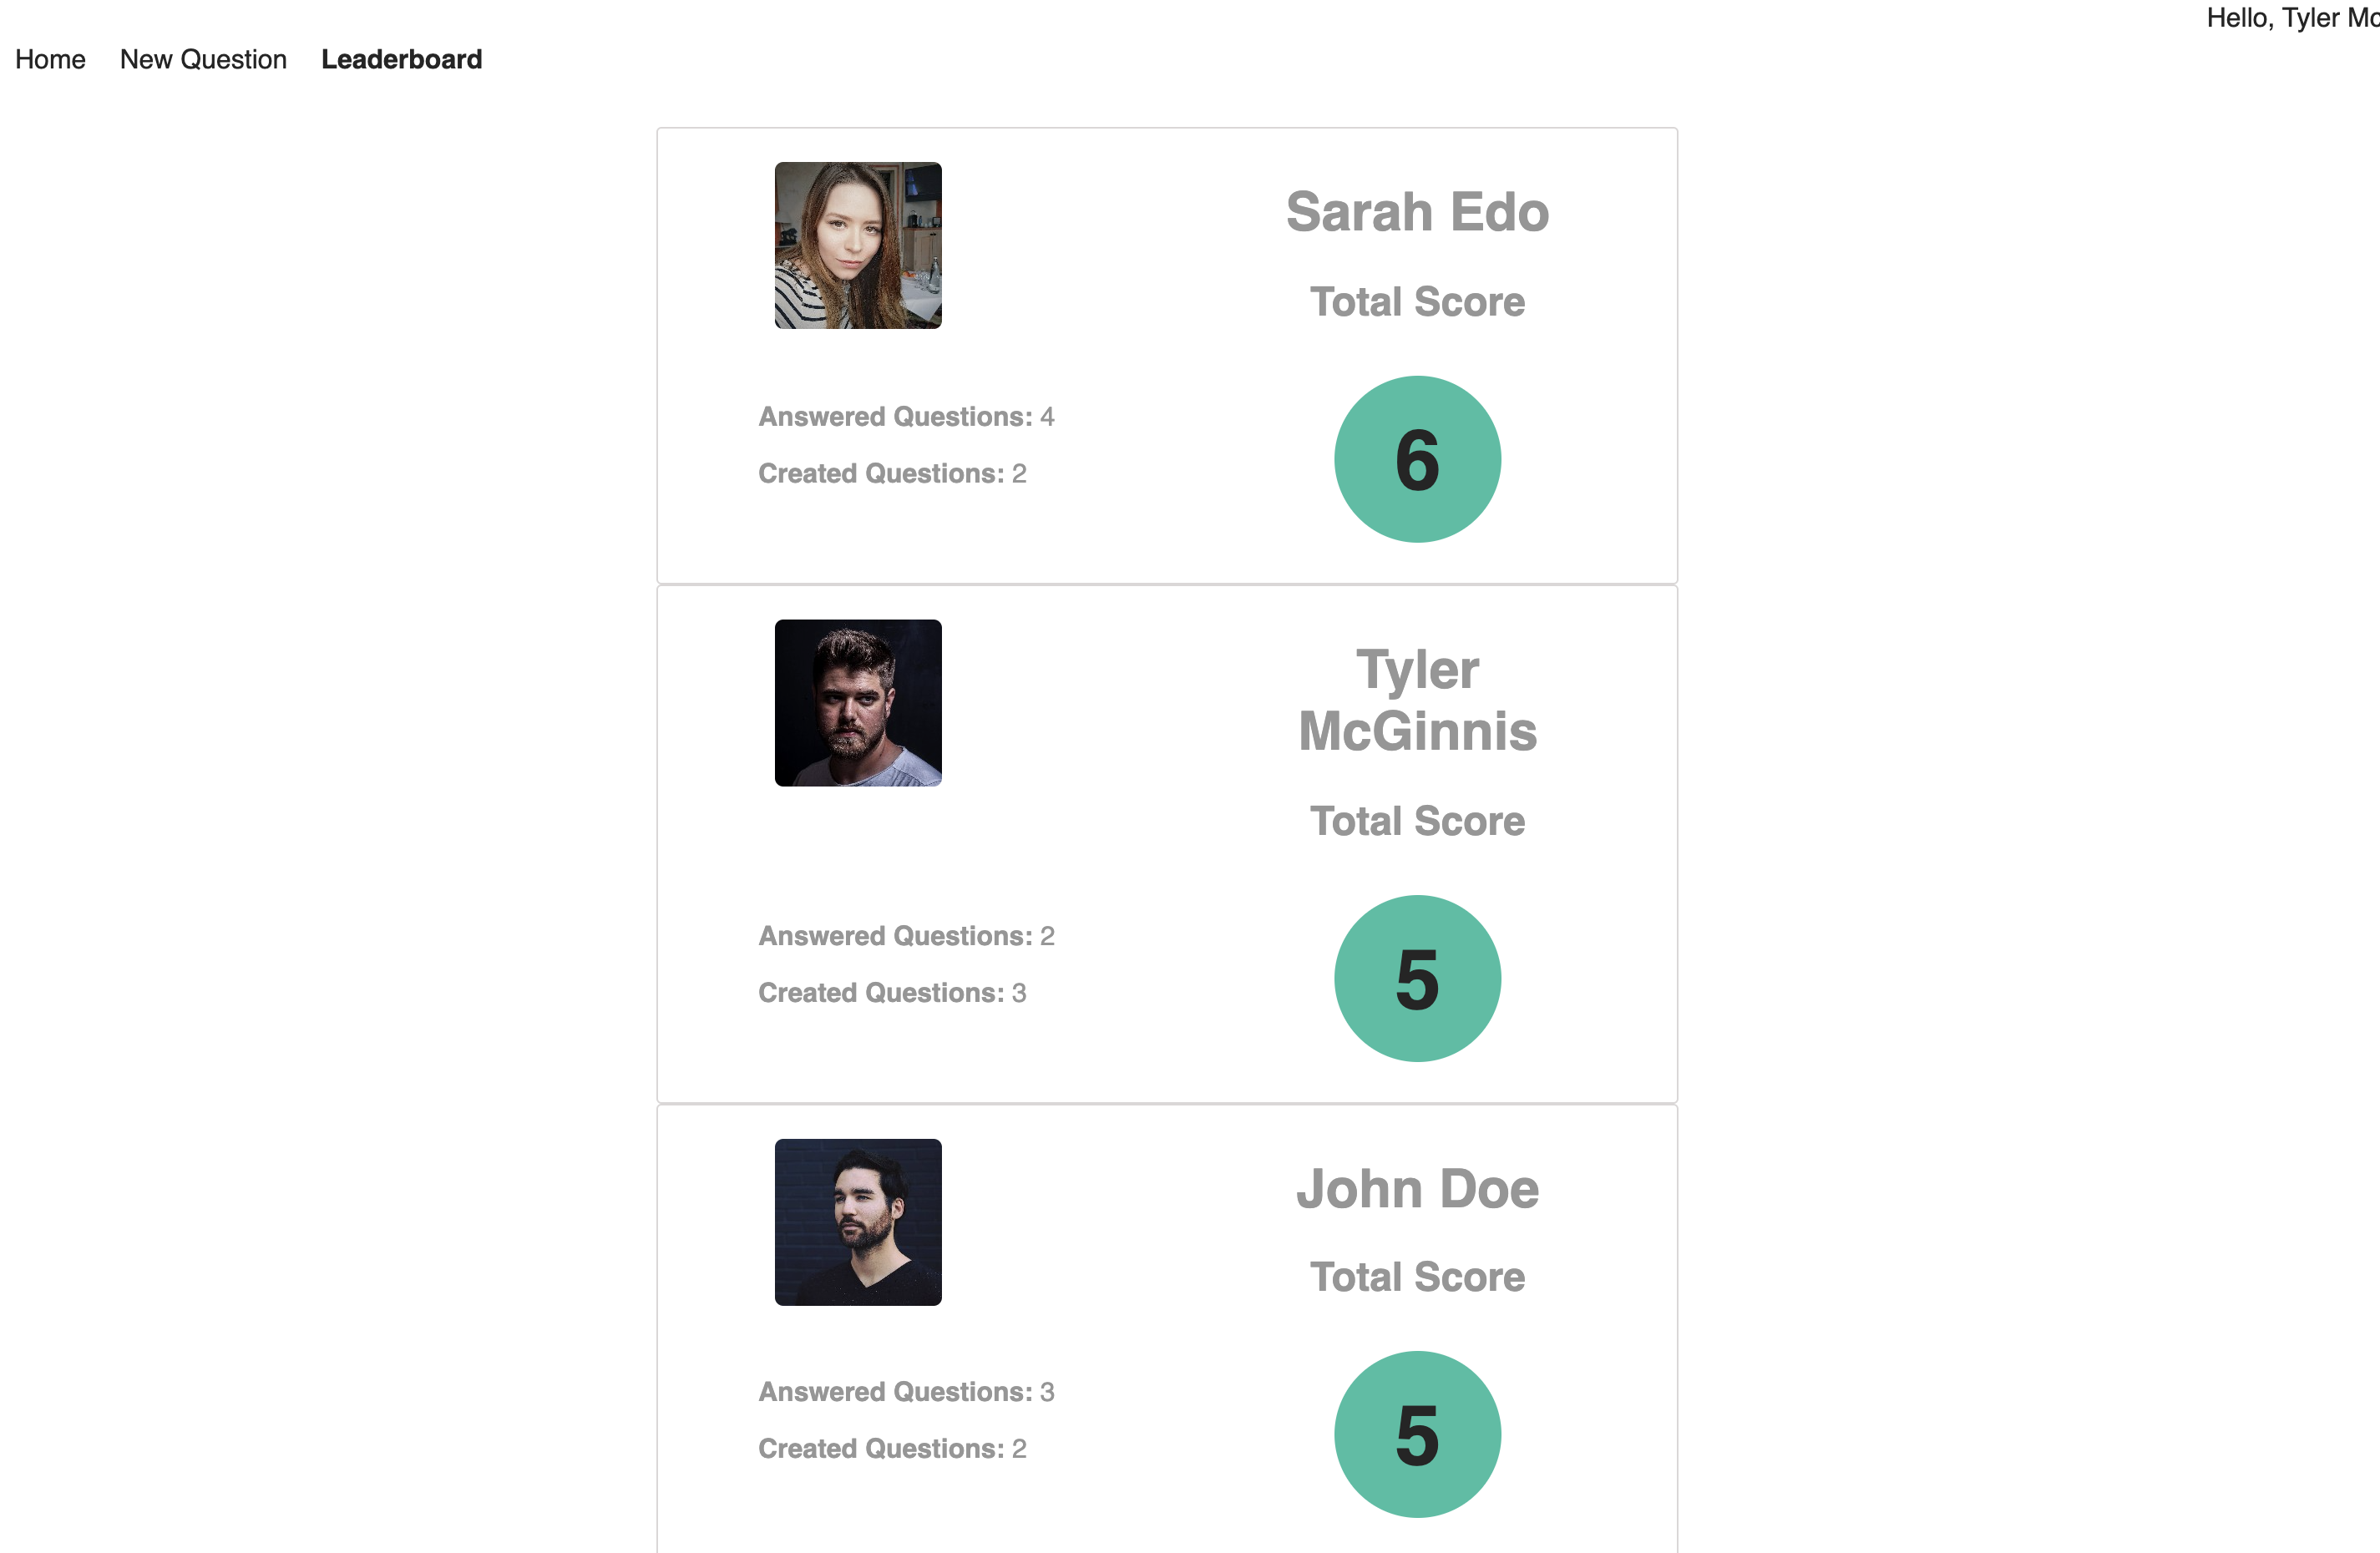 Hello, Tyler
Home New Question Leaderboard
Sarah Edo
Total Score
Answered Questions: 4
6
Created Questions: 2
Tyler
McGinnis
Total Score
Answered Questions: 2
5
Created Questions: 3
John Doe
Total Score
Answered Questions: 3
5
Created Questions: 2